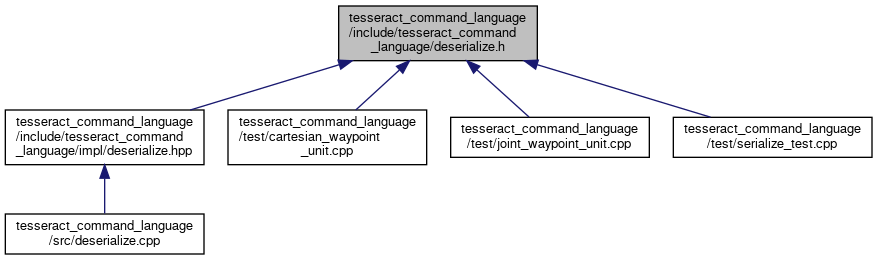 tesseract_command_language
/include/tesseract_command
_language/deserialize.h
tesseract_command_language
/include/tesseract_command
_language/impl/deserialize.hpp
tesseract_command_language
/test/cartesian_waypoint
_unit.cpp
tesseract_command_language
/test/joint_waypoint_unit.cpp
tesseract_command_language
/test/serialize_test.cpp
tesseract_command_language
/src/deserialize.cpp